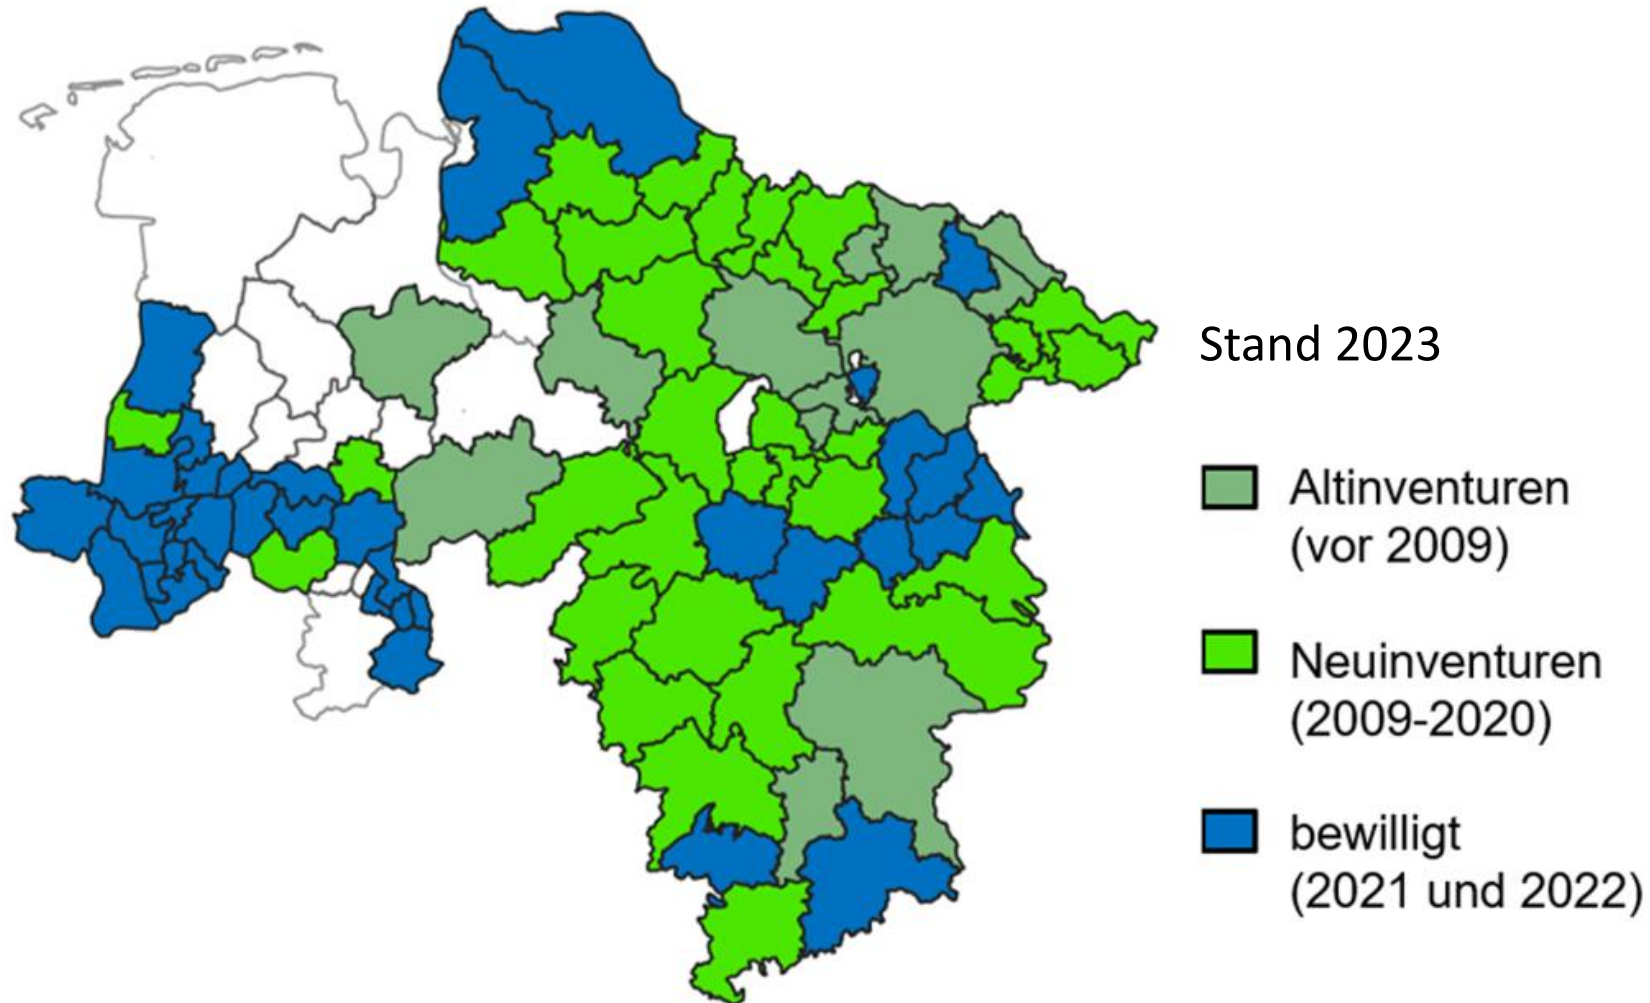 Stand 2023
Altinventuren
(vor 2009)
Neuinventuren
(2009-2020)
bewilligt
(2021 und 2022)